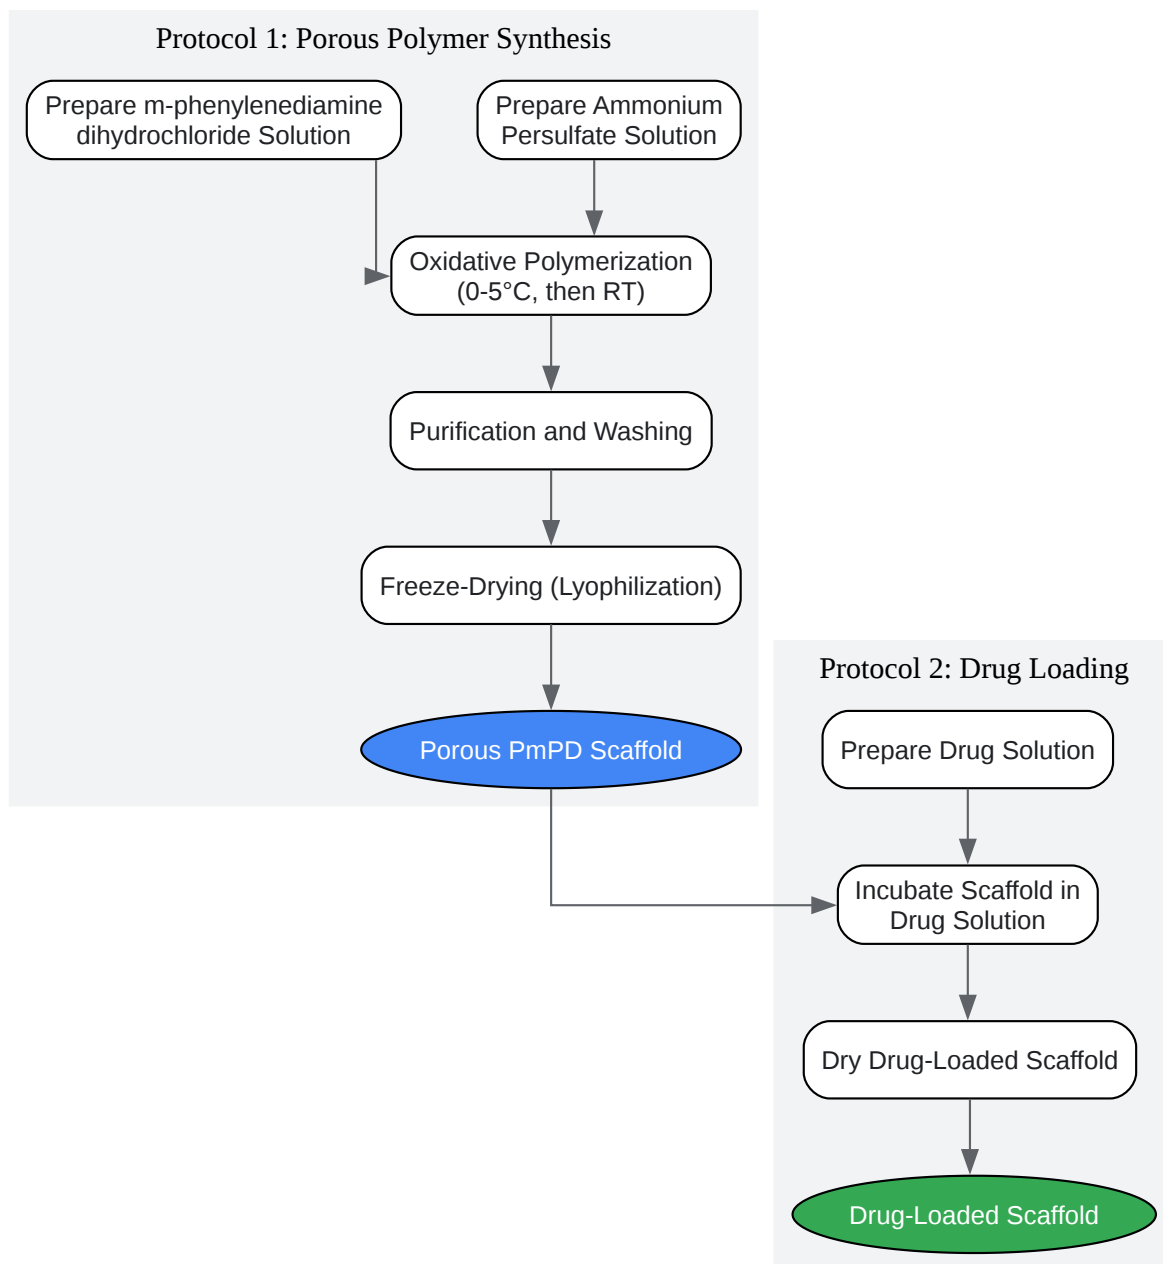 Protocol 1: Porous Polymer Synthesis
Prepare m-phenylenediamine
dihydrochloride Solution
Prepare Ammonium
Persulfate Solution
Oxidative Polymerization
(0-5°C, then RT)
Purification and Washing
Freeze-Drying (Lyophilization)
Porous PmPD Scaffold
Protocol 2: Drug Loading
Prepare Drug Solution
Incubate Scaffold in
Drug Solution
Dry Drug-Loaded Scaffold
Drug-Loaded Scaffold